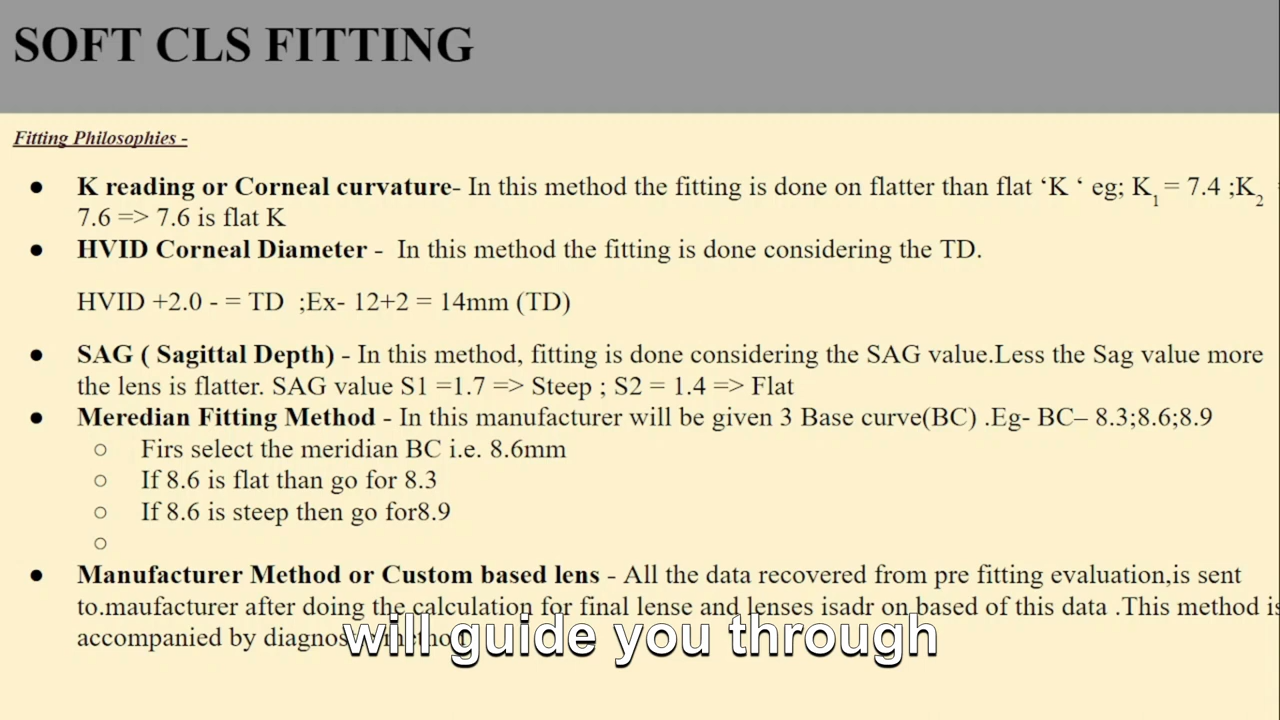 SOFT CLS FITTING
Fitting Philosophies -
● K reading or Corneal curvature- In this method the fitting is done on flatter than flat ‘K ‘ eg; K1 = 7.4 ;K2
7.6 => 7.6 is flat K
● HVID Corneal Diameter - In this method the fitting is done considering the TD.
HVID +2.0 - = TD ;Ex- 12+2 = 14mm (TD)
● SAG ( Sagittal Depth) - In this method, fitting is done considering the SAG value.Less the Sag value more
the lens is flatter. SAG value S1 =1.7 => Steep ; S2 = 1.4 => Flat
● Meredian Fitting Method - In this manufacturer will be given 3 Base curve(BC) .Eg- BC– 8.3;8.6;8.9
○ Firs select the meridian BC i.e. 8.6mm
○ If 8.6 is flat than go for 8.3
○ If 8.6 is steep then go for8.9
○
● Manufacturer Method or Custom based lens - All the data recovered from pre fitting evaluation,is sent
to.maufacturer after doing the calculation for final lense and lenses isadr on based of this data .This method is
accompanied by
will guide you through